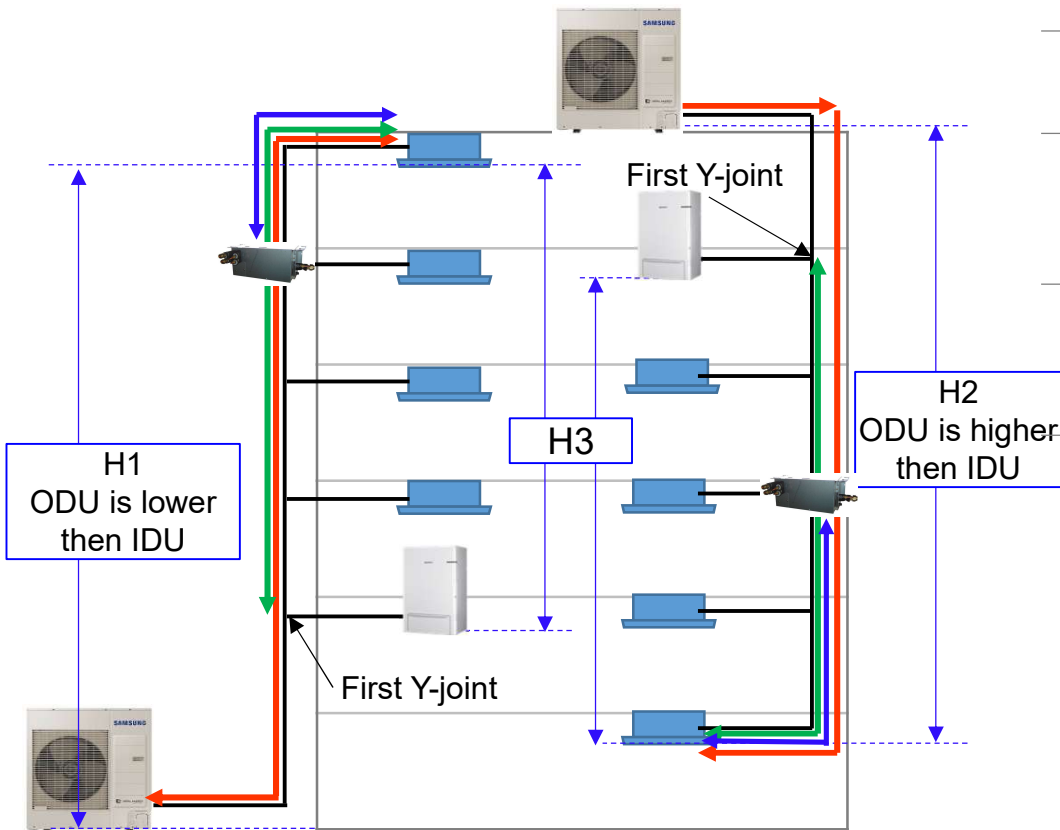 SAMSUNG
First Y-joint
H1
ODU is lower
then IDU
H3
H2
ODU is higher
then IDU
First Y-joint
SAMSUNG